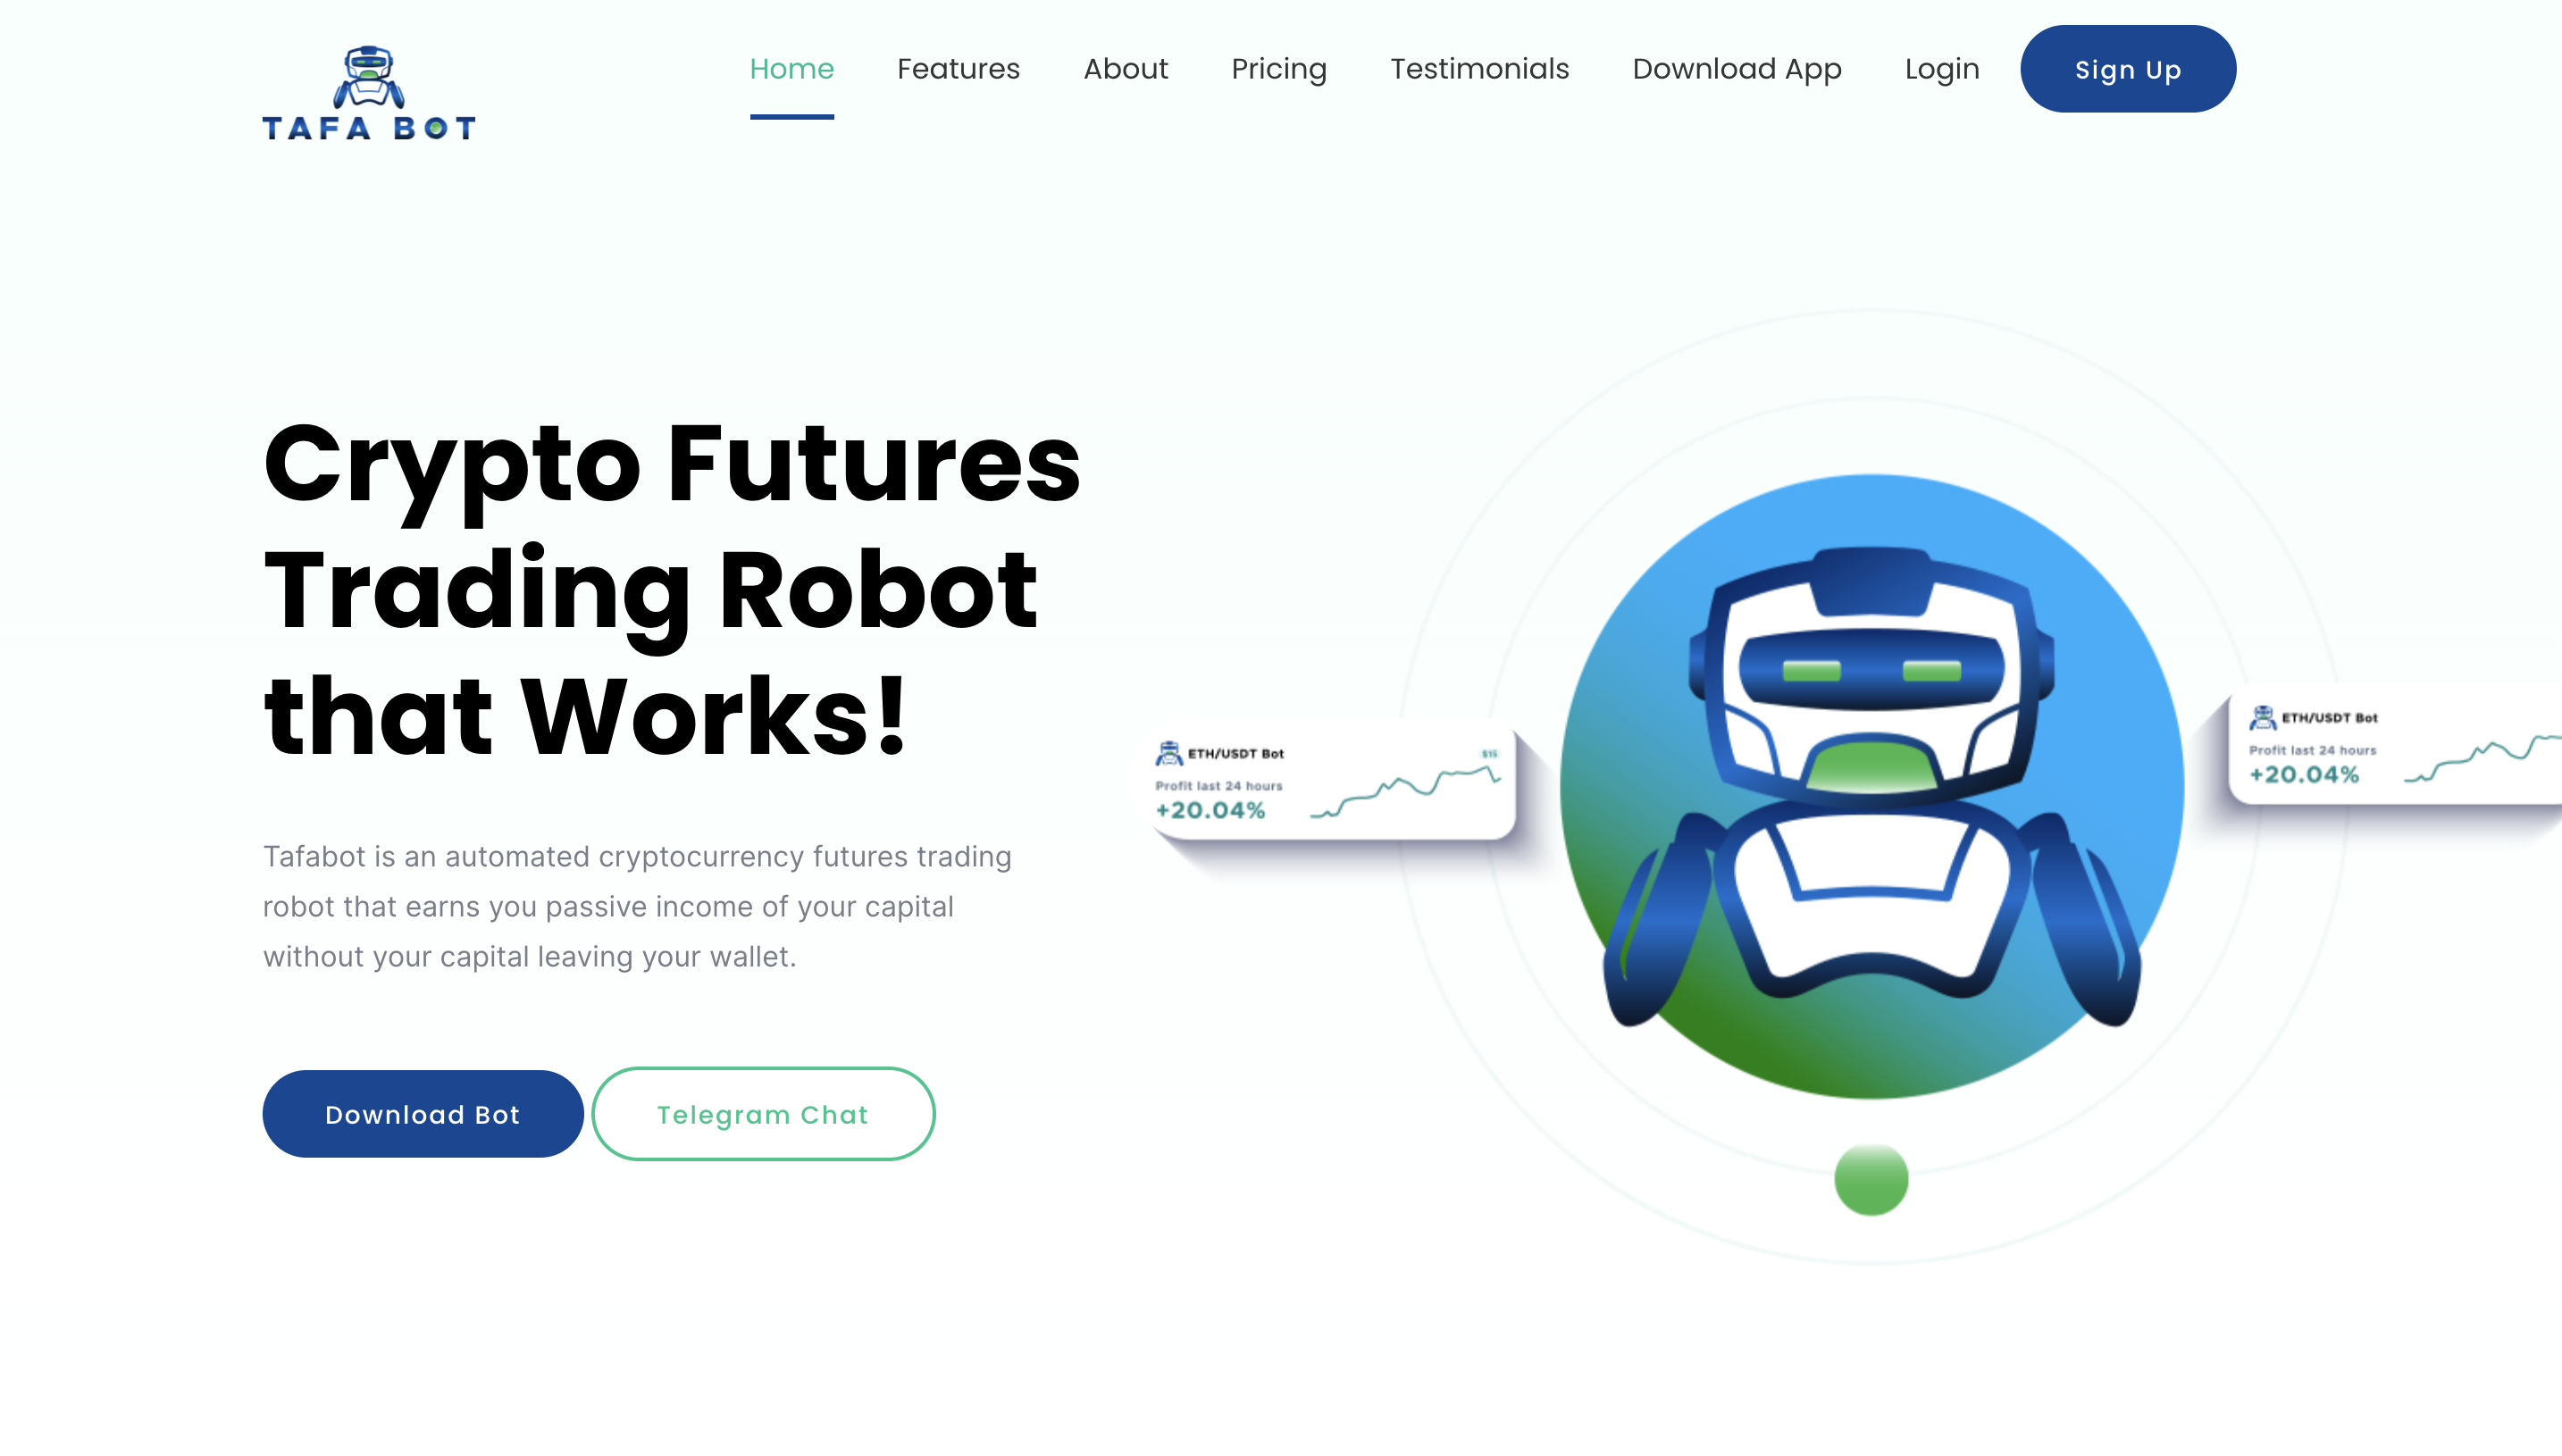 TAFA BOT
Home Features About Pricing Testimonials Download App Login Sign Up
Crypto Futures
Trading Robot
that Works!
Tafabot is an automated cryptocurrency futures trading
robot that earns you passive income of your capital
without your capital leaving your wallet.
Download Bot Telegram Chat
ETH/USDT Bot $15
Profit last 24 hours
+20.04%
ETH/USDT Bot
Profit last 24 hours
+20.04%